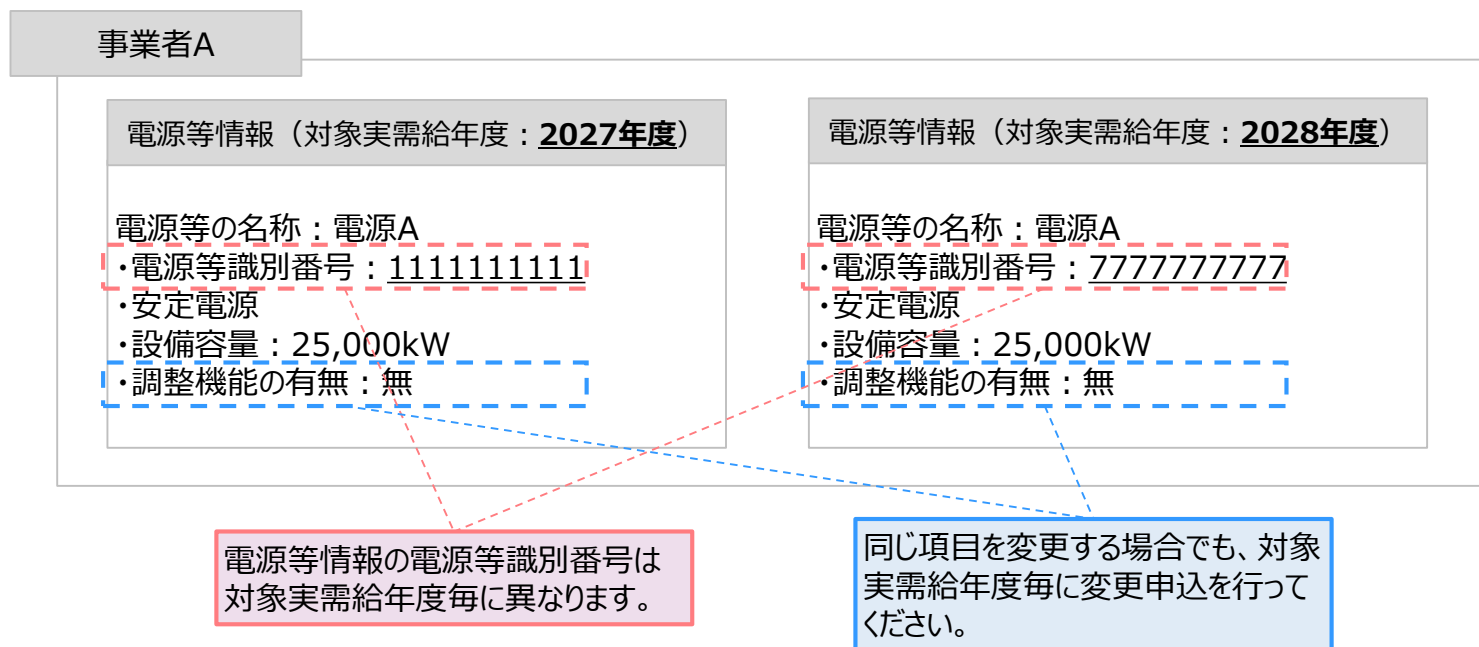 事業者A
電源等情報（対象実需給年度：2027年度）
電源等の名称：電源A
・電源等識別番号：1111111111
・安定電源
・設備容量：25,000kW
・調整機能の有無：無
電源等情報（対象実需給年度：2028年度）
電源等の名称：電源A
・電源等識別番号：7777777777
・安定電源
・設備容量：25,000kW
・調整機能の有無：無
電源等情報の電源等識別番号は
対象実需給年度毎に異なります。
同じ項目を変更する場合でも、対象
実需給年度毎に変更申込を行って
ください。